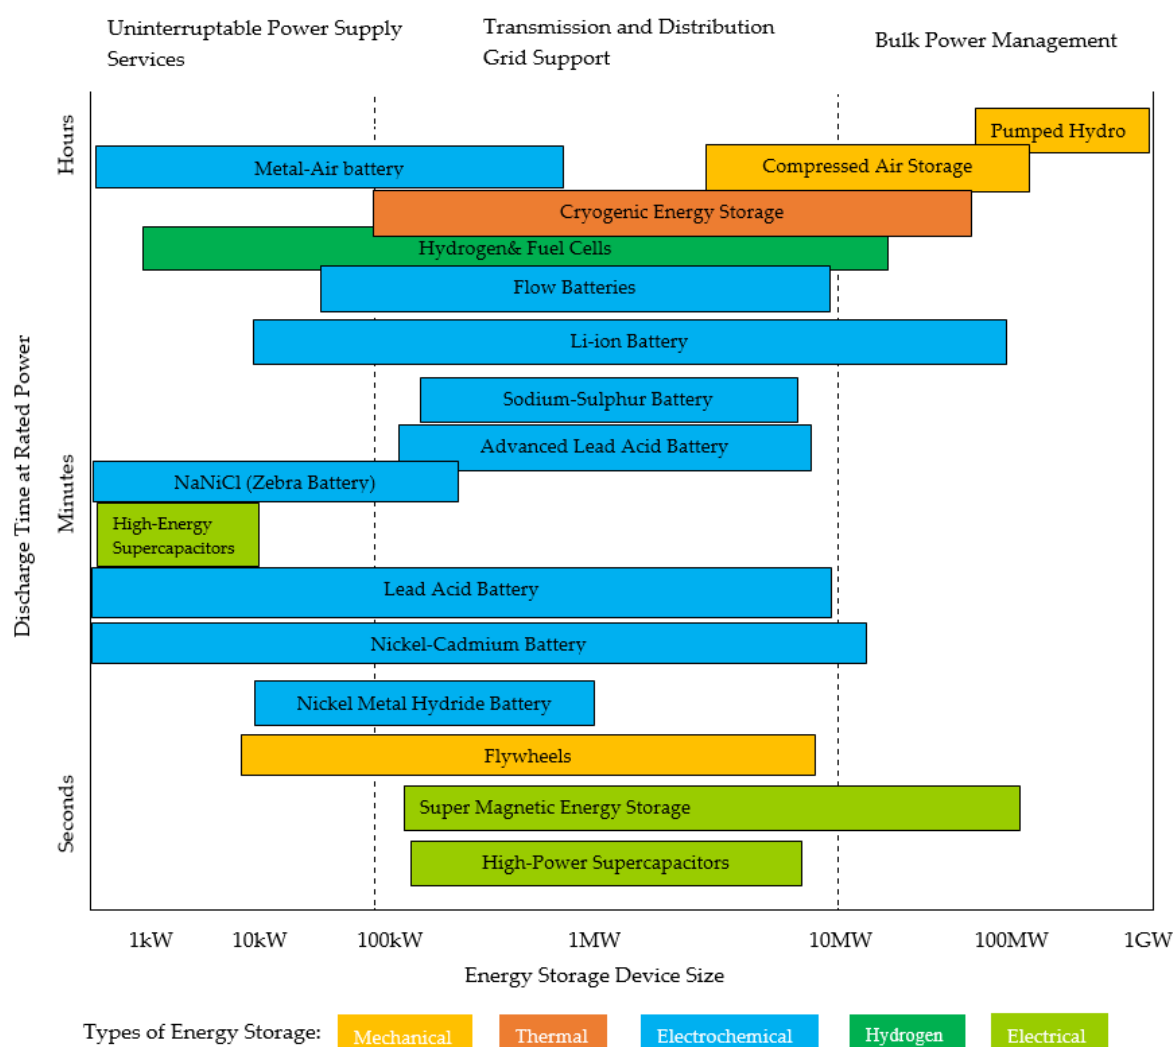 Uninterruptable Power Supply
Services
Transmission and Distribution
Grid Support
Bulk Power Management
Discharge Time at Rated Power
Hours
Minutes
Seconds
Pumped Hydro
Metal-Air battery
Compressed Air Storage
Cryogenic Energy Storage
Hydrogen& Fuel Cells
Flow Batteries
Li-ion Battery
Sodium-Sulphur Battery
Advanced Lead Acid Battery
NaNiCl (Zebra Battery)
High-Energy
Supercapacitors
Lead Acid Battery
Nickel-Cadmium Battery
Nickel Metal Hydride Battery
Flywheels
Super Magnetic Energy Storage
High-Power Supercapacitors
1kW 10kW 100kW 1MW 10MW 100MW 1GW
Energy Storage Device Size
Types of Energy Storage: Mechanical Thermal Electrochemical Hydrogen Electrical